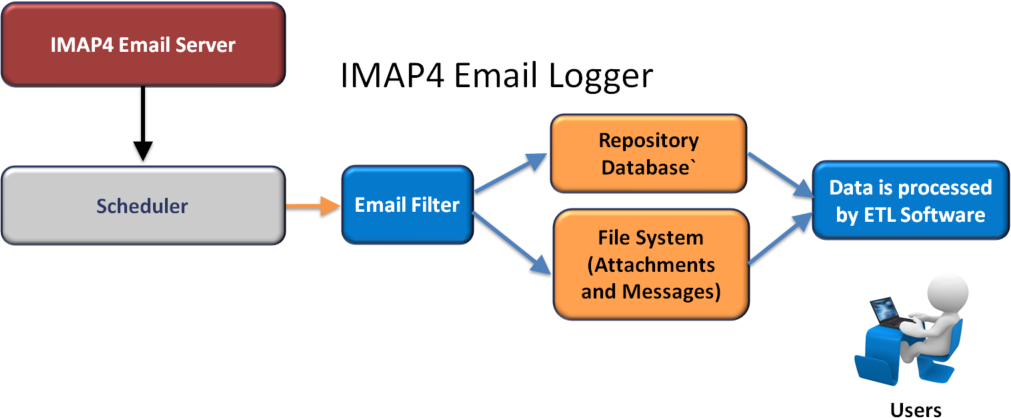 IMAP4 Email Server
IMAP4 Email Logger
Repository
Database`
Scheduler
Email Filter
Data is processed
by ETL Software
File System
(Attachments
and Messages)
Users